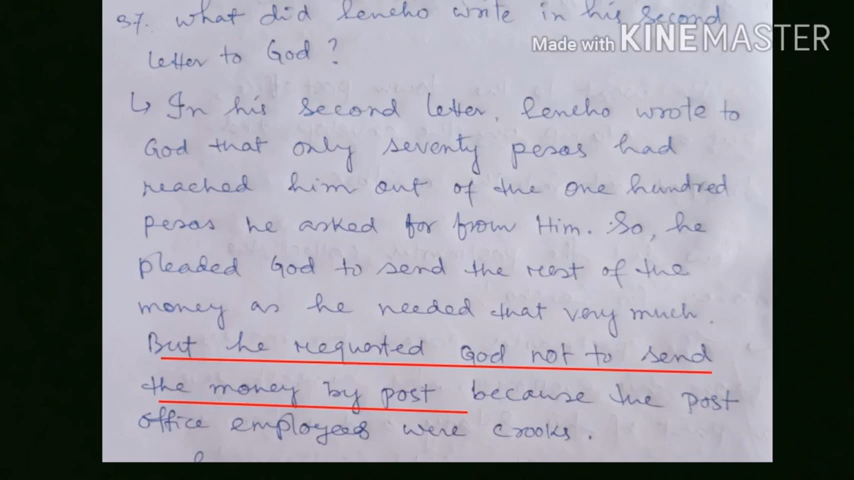 37. What did Lencho write in his second
Made with KINEMASTER
letter to God?
↳ In his second letter, Lencho wrote to
God that only seventy pesos had
reached him out of the one hundred
pesos he asked for from Him. So, he
pleaded God to send the rest of the
money as he needed that very much.
But he requested God not to send
the money by post because the post
office employees were crooks.